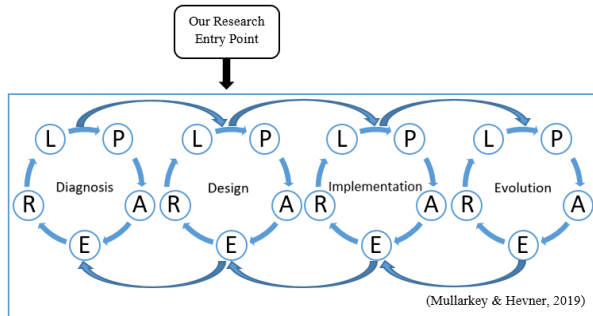 Our Research
Entry Point
L P L P L P L P
R Diagnosis A R Design A R Implementation A R Evolution A
E E E E
(Mullarkey & Hevner, 2019)